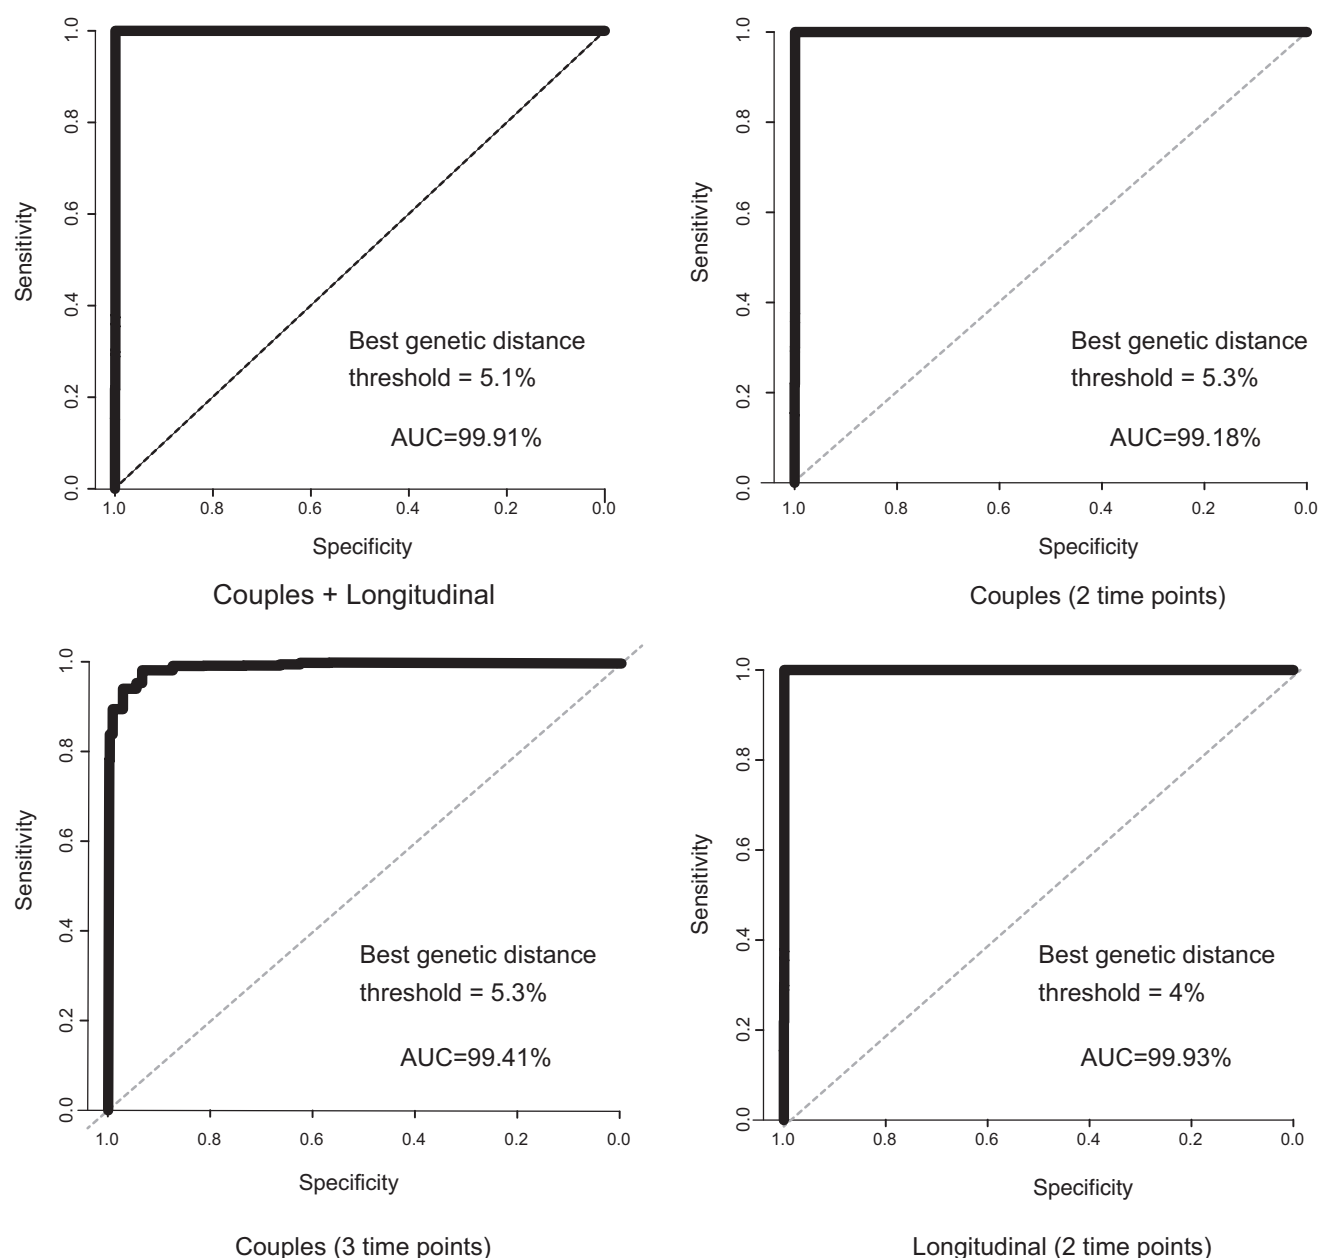 Sensitivity
1.0
0.8
0.6
0.4
0.2
0.0
Best genetic distance
threshold = 5.1%
AUC=99.91%
1.0 0.8 0.6 0.4 0.2 0.0
Specificity
Couples + Longitudinal
Sensitivity
1.0
0.8
0.6
0.4
0.2
0.0
Best genetic distance
threshold = 5.3%
AUC=99.18%
1.0 0.8 0.6 0.4 0.2 0.0
Specificity
Couples (2 time points)
Sensitivity
1.0
0.8
0.6
0.4
0.2
0.0
Best genetic distance
threshold = 5.3%
AUC=99.41%
1.0 0.8 0.6 0.4 0.2 0.0
Specificity
Couples (3 time points)
Sensitivity
1.0
0.8
0.6
0.4
0.2
0.0
Best genetic distance
threshold = 4%
AUC=99.93%
1.0 0.8 0.6 0.4 0.2 0.0
Specificity
Longitudinal (2 time points)